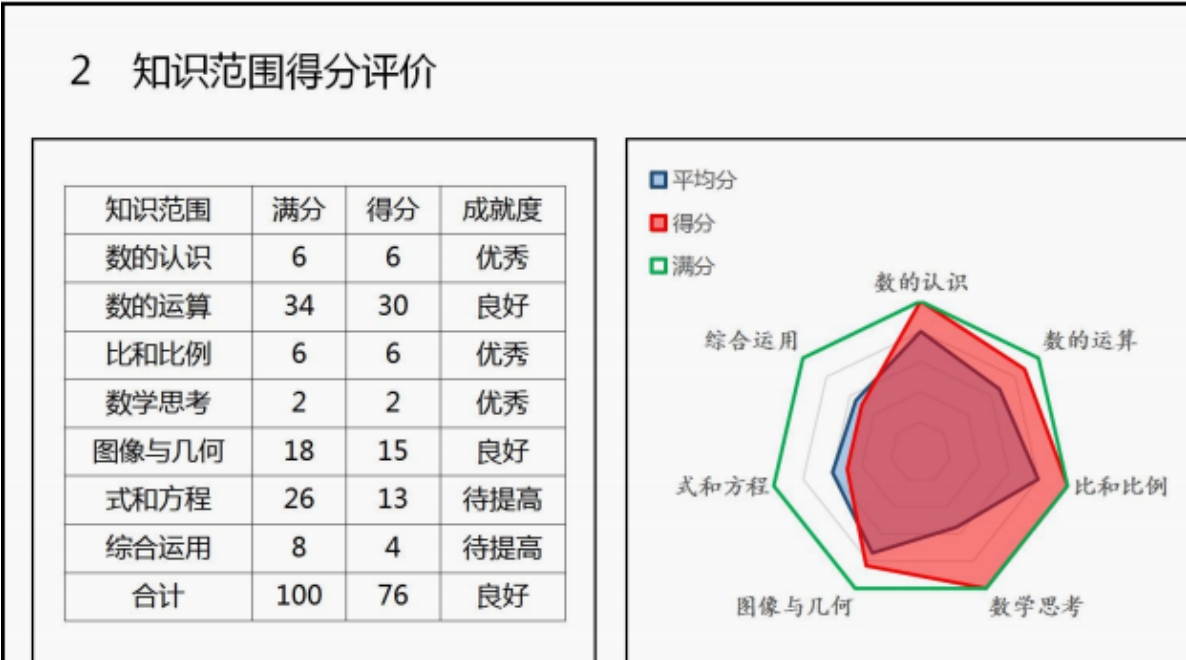 2 知识范围得分评价
知识范围 满分 得分 成就度
数的认识 6 6 优秀
数的运算 34 30 良好
比和比例 6 6 优秀
数学思考 2 2 优秀
图像与几何 18 15 良好
式和方程 26 13 待提高
综合运用 8 4 待提高
合计 100 76 良好
平均分
得分
满分
数的认识
综合运用
数的运算
式和方程
比和比例
图像与几何
数学思考